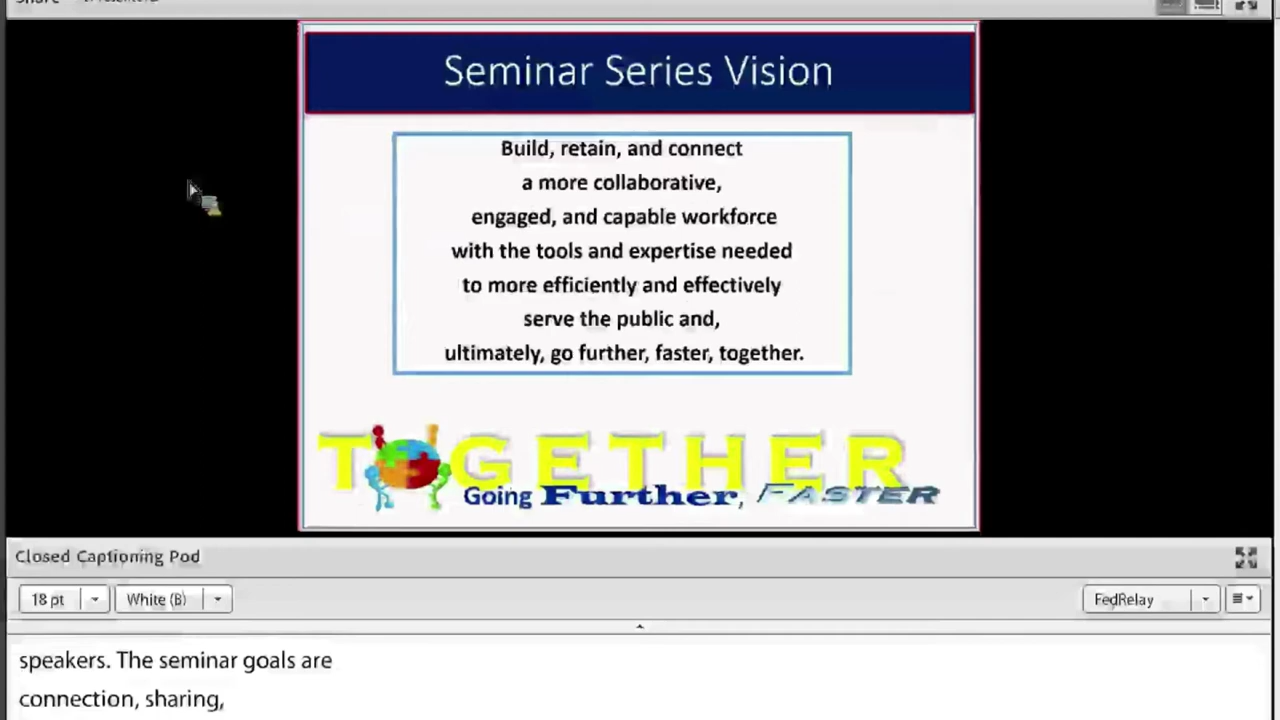 Seminar Series Vision
Build, retain, and connect
a more collaborative,
engaged, and capable workforce
with the tools and expertise needed
to more efficiently and effectively
serve the public and,
ultimately, go further, faster, together.
TOGETHER
Going Further, FASTER
Closed Captioning Pod
18 pt White (B) FedRelay
speakers. The seminar goals are
connection, sharing,